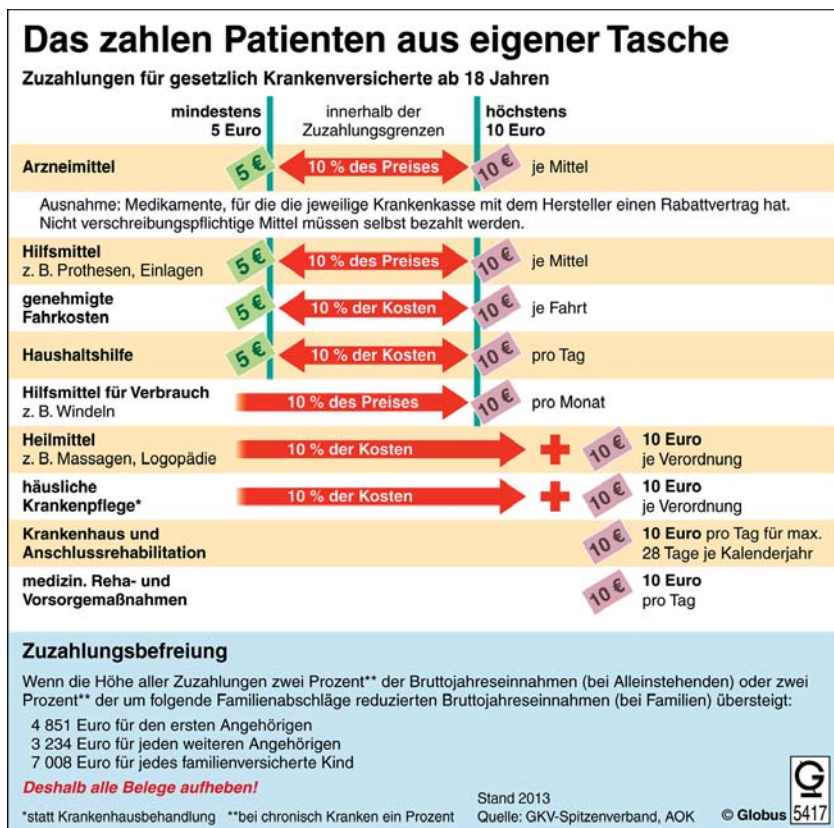 Das zahlen Patienten aus eigener Tasche
Zuzahlungen für gesetzlich Krankenversicherte ab 18 Jahren
mindestens 5 Euro
innerhalb der Zuzahlungsgrenzen
höchstens 10 Euro
Arzneimittel
5 €
10 % des Preises
10 €
je Mittel
Ausnahme: Medikamente, für die die jeweilige Krankenkasse mit dem Hersteller einen Rabattvertrag hat.
Nicht verschreibungspflichtige Mittel müssen selbst bezahlt werden.
Hilfsmittel
z. B. Prothesen, Einlagen
5 €
10 % des Preises
10 €
je Mittel
genehmigte
Fahrkosten
5 €
10 % der Kosten
10 €
je Fahrt
Haushaltshilfe
5 €
10 % der Kosten
10 €
pro Tag
Hilfsmittel für Verbrauch
z. B. Windeln
10 % des Preises
10 €
pro Monat
Heilmittel
z. B. Massagen, Logopädie
10 % der Kosten
+
10 €
10 Euro
je Verordnung
häusliche
Krankenpflege*
10 % der Kosten
+
10 €
10 Euro
je Verordnung
Krankenhaus und
Anschlussrehabilitation
10 €
10 Euro pro Tag für max.
28 Tage je Kalenderjahr
medizin. Reha- und
Vorsorgemaßnahmen
10 €
10 Euro
pro Tag
Zuzahlungsbefreiung
Wenn die Höhe aller Zuzahlungen zwei Prozent** der Bruttojahreseinnahmen (bei Alleinstehenden) oder zwei
Prozent** der um folgende Familienabschläge reduzierten Bruttojahreseinnahmen (bei Familien) übersteigt:
4 851 Euro für den ersten Angehörigen
3 234 Euro für jeden weiteren Angehörigen
7 008 Euro für jedes familienversicherte Kind
Deshalb alle Belege aufheben!
*statt Krankenhausbehandlung **bei chronisch Kranken ein Prozent
Stand 2013
Quelle: GKV-Spitzenverband, AOK
© Globus
G
5417